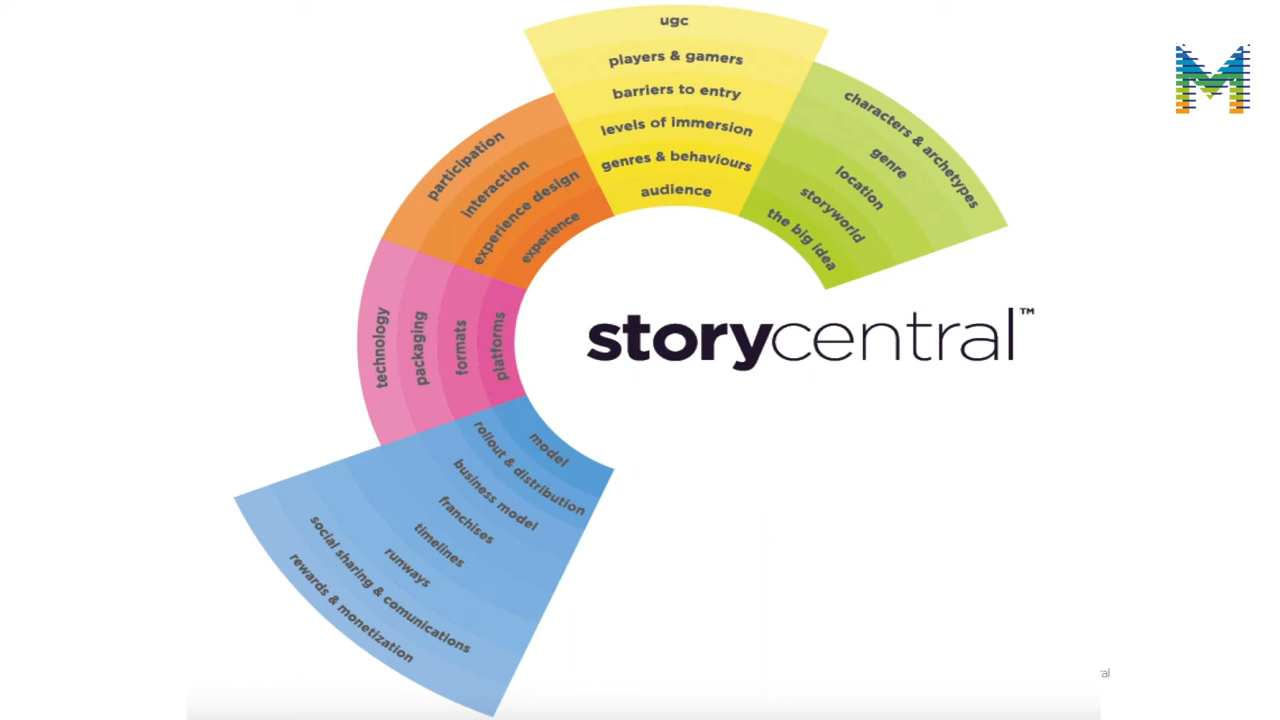 ugc
players & gamers
barriers to entry
levels of immersion
genres & behaviours
audience
characters & archetypes
genre
location
storyworld
the big idea
participation
interaction
experience design
experience
technology
packaging
formats
platforms
model
rollout & distribution
business model
franchises
timelines
runways
social sharing & comunications
rewards & monetization
storycentral™
M
al